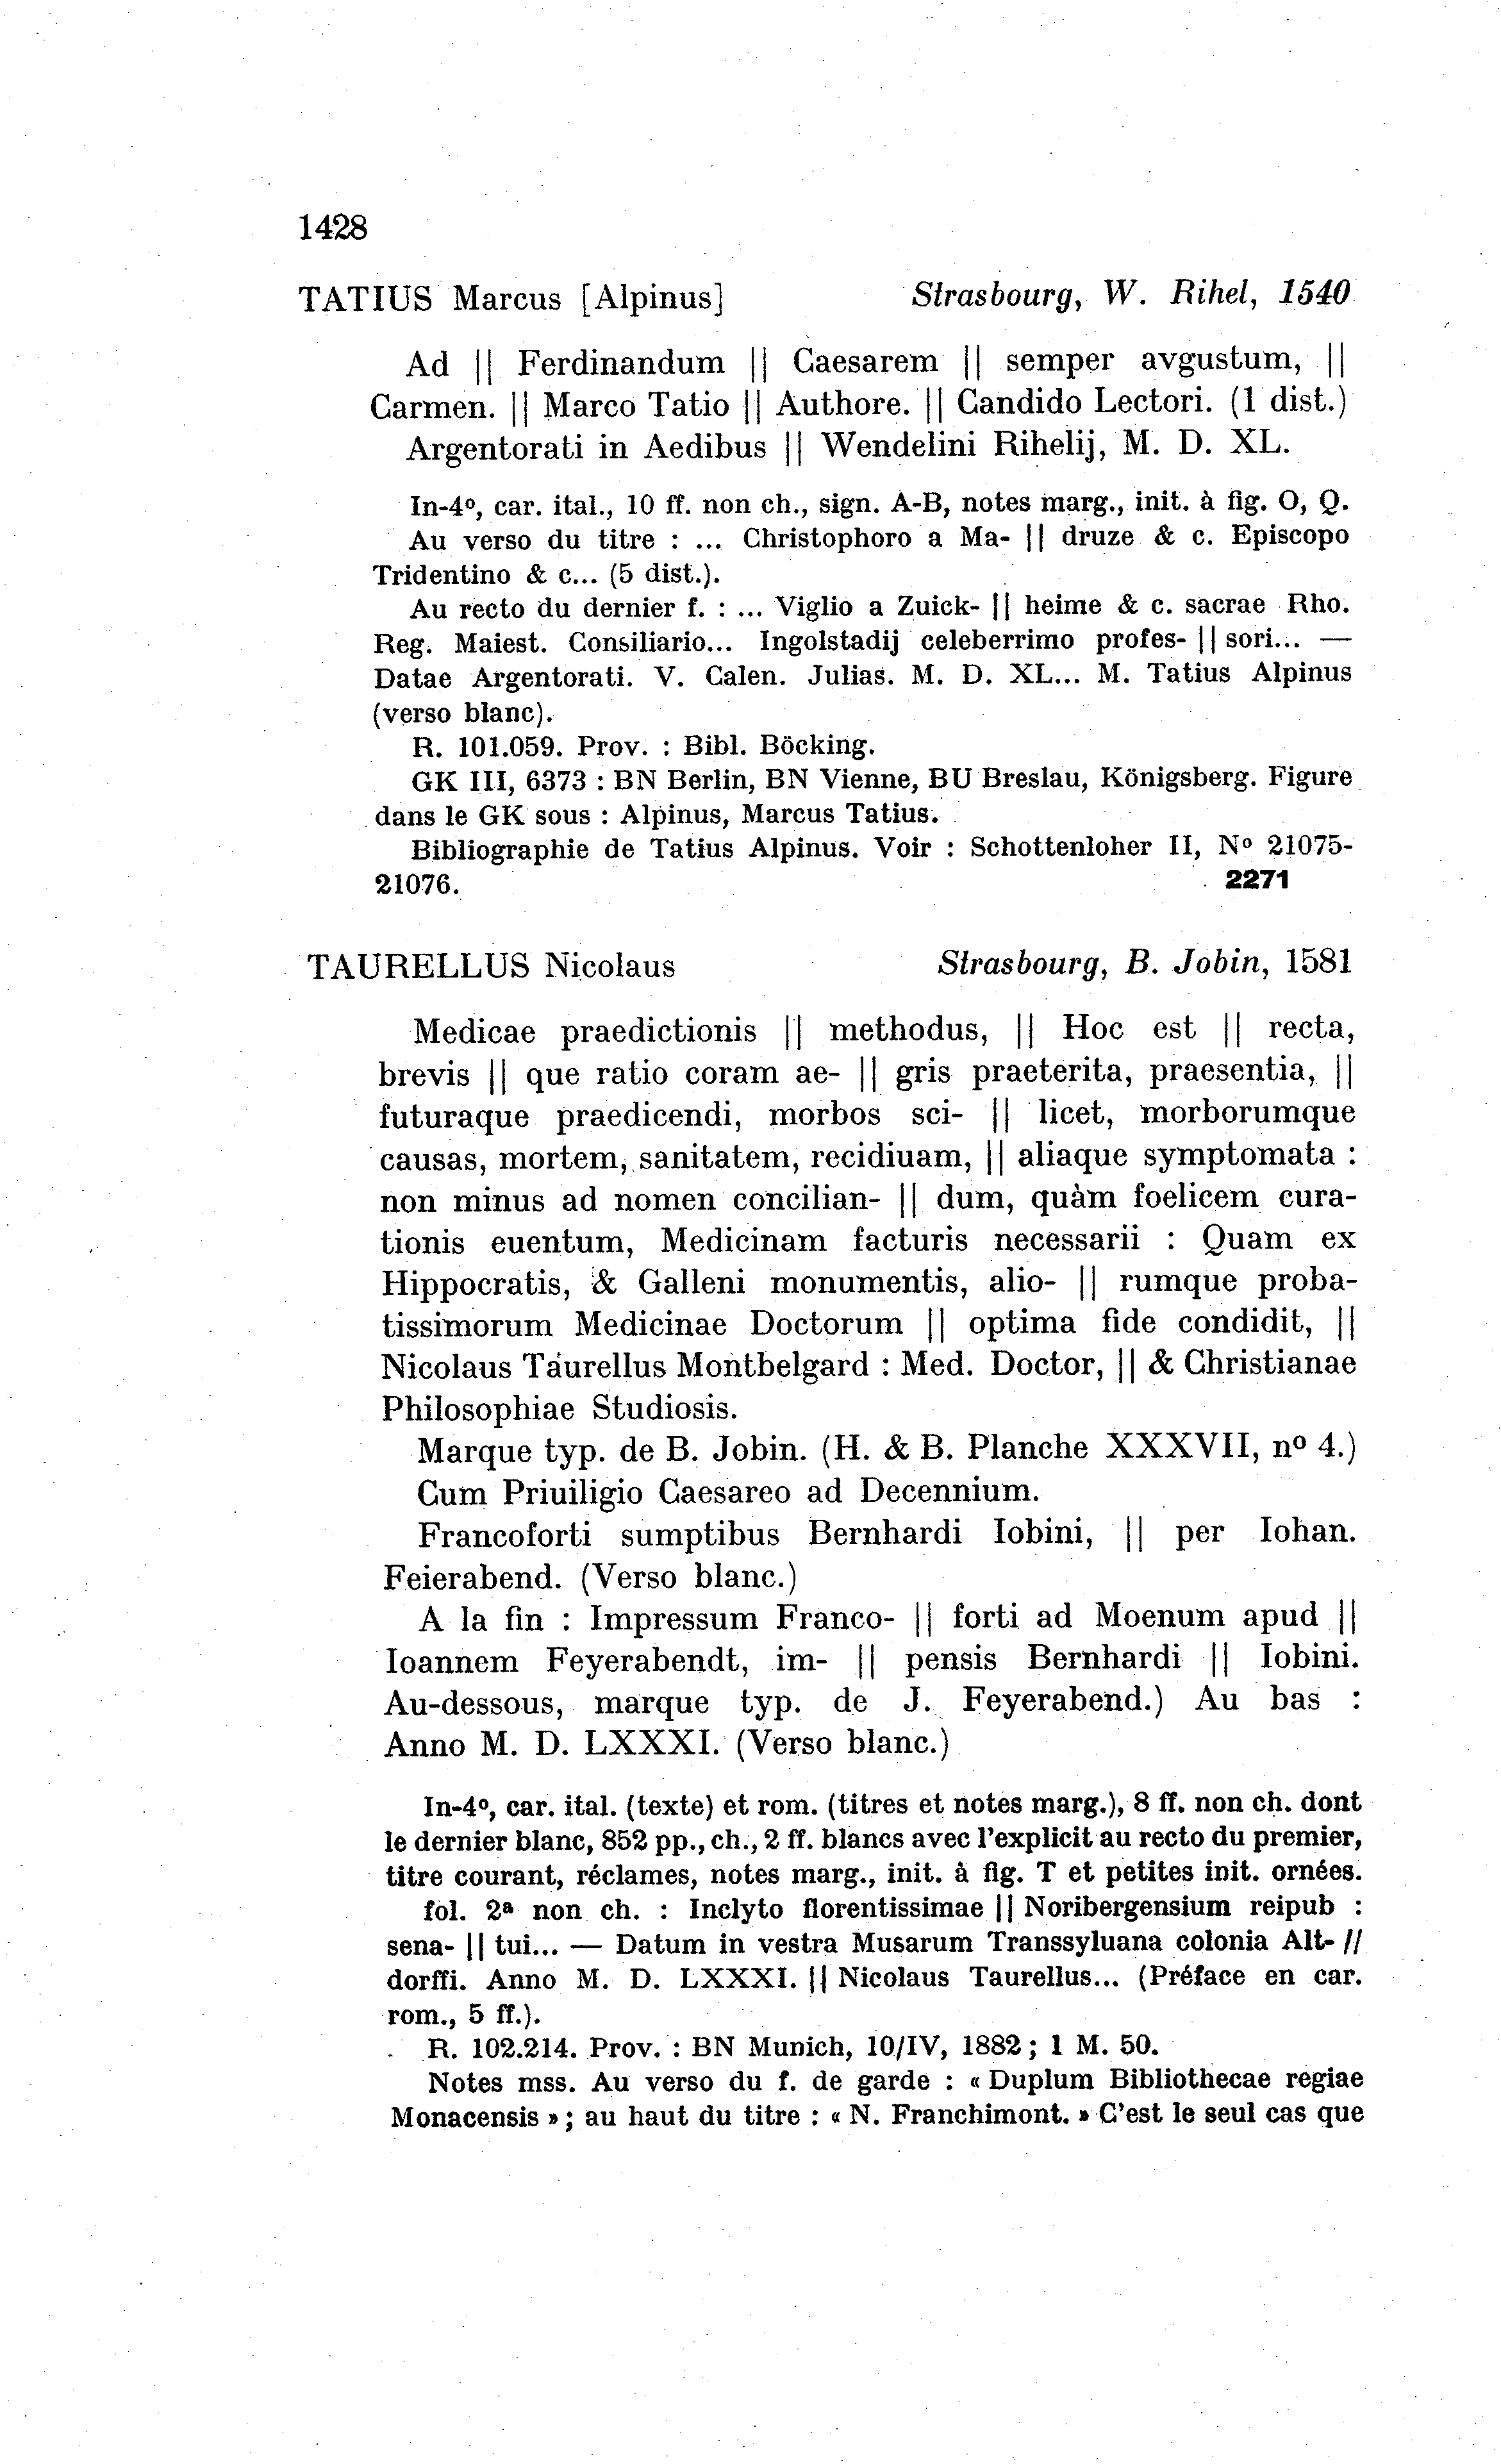 1428
TATIUS Marcus [Alpinus] Strasbourg, W. Rihel, 1540
Ad || Ferdinandum || Caesarem || semper avgustum, ||
Carmen. || Marco Tatio || Authore. || Candido Lectori. (1 dist.)
Argentorati in Aedibus || Wendelini Rihelij, M. D. XL.
In-4º, car. ital., 10 ff. non ch., sign. A-B, notes marg., init. à fig. O, Q.
Au verso du titre : ... Christophoro a Ma- || druze & c. Episcopo
Tridentino & c... (5 dist.).
Au recto du dernier f. : ... Viglio a Zuick- || heime & c. sacrae Rho.
Reg. Maiest. Consiliario... Ingolstadij celeberrimo profes- || sori... —
Datae Argentorati. V. Calen. Julias. M. D. XL... M. Tatius Alpinus
(verso blanc).
R. 101.059. Prov. : Bibl. Böcking.
GK III, 6373 : BN Berlin, BN Vienne, BU Breslau, Königsberg. Figure
dans le GK sous : Alpinus, Marcus Tatius.
Bibliographie de Tatius Alpinus. Voir : Schottenloher II, Nº 21075-
21076. 2271
TAURELLUS Nicolaus Strasbourg, B. Jobin, 1581
Medicae praedictionis || methodus, || Hoc est || recta,
brevis || que ratio coram ae- || gris praeterita, praesentia, ||
futuraque praedicendi, morbos sci- || licet, morborumque
causas, mortem, sanitatem, recidiuam, || aliaque symptomata :
non minus ad nomen concilian- || dum, quàm foelicem cura-
tionis euentum, Medicinam facturis necessarii : Quam ex
Hippocratis, & Galleni monumentis, alio- || rumque proba-
tissimorum Medicinae Doctorum || optima fide condidit, ||
Nicolaus Taurellus Montbelgard : Med. Doctor, || & Christianae
Philosophiae Studiosis.
Marque typ. de B. Jobin. (H. & B. Planche XXXVII, nº 4.)
Cum Priuiligio Caesareo ad Decennium.
Francoforti sumptibus Bernhardi Iobini, || per Iohan.
Feierabend. (Verso blanc.)
A la fin : Impressum Franco- || forti ad Moenum apud ||
Ioannem Feyerabendt, im- || pensis Bernhardi || Iobini.
Au-dessous, marque typ. de J. Feyerabend.) Au bas :
Anno M. D. LXXXI. (Verso blanc.)
In-4º, car. ital. (texte) et rom. (titres et notes marg.), 8 ff. non ch. dont
le dernier blanc, 852 pp., ch., 2 ff. blancs avec l'explicit au recto du premier,
titre courant, réclames, notes marg., init. à fig. T et petites init. ornées.
fol. 2ª non ch. : Inclyto florentissimae || Noribergensium reipub :
sena- || tui... — Datum in vestra Musarum Transsyluana colonia Alt- //
dorffi. Anno M. D. LXXXI. || Nicolaus Taurellus... (Préface en car.
rom., 5 ff.).
R. 102.214. Prov. : BN Munich, 10/IV, 1882 ; 1 M. 50.
Notes mss. Au verso du f. de garde : « Duplum Bibliothecae regiae
Monacensis » ; au haut du titre : « N. Franchimont. » C'est le seul cas que